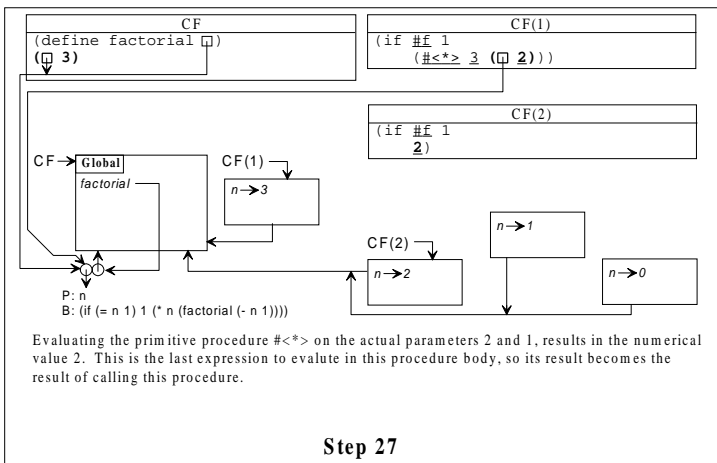 CF
(define factorial )
( 3)
CF(1)
(if #f 1
(#<*> 3 ( 2)))
CF(2)
(if #f 1
2)
CF
Global
factorial
CF(1)
n→3
CF(2)
n→2
n→1
n→0
P: n
B: (if (= n 1) 1 (* n (factorial (- n 1))))
Evaluating the primitive procedure #<*> on the actual parameters 2 and 1, results in the numerical
value 2. This is the last expression to evalute in this procedure body, so its result becomes the
result of calling this procedure.
Step 27